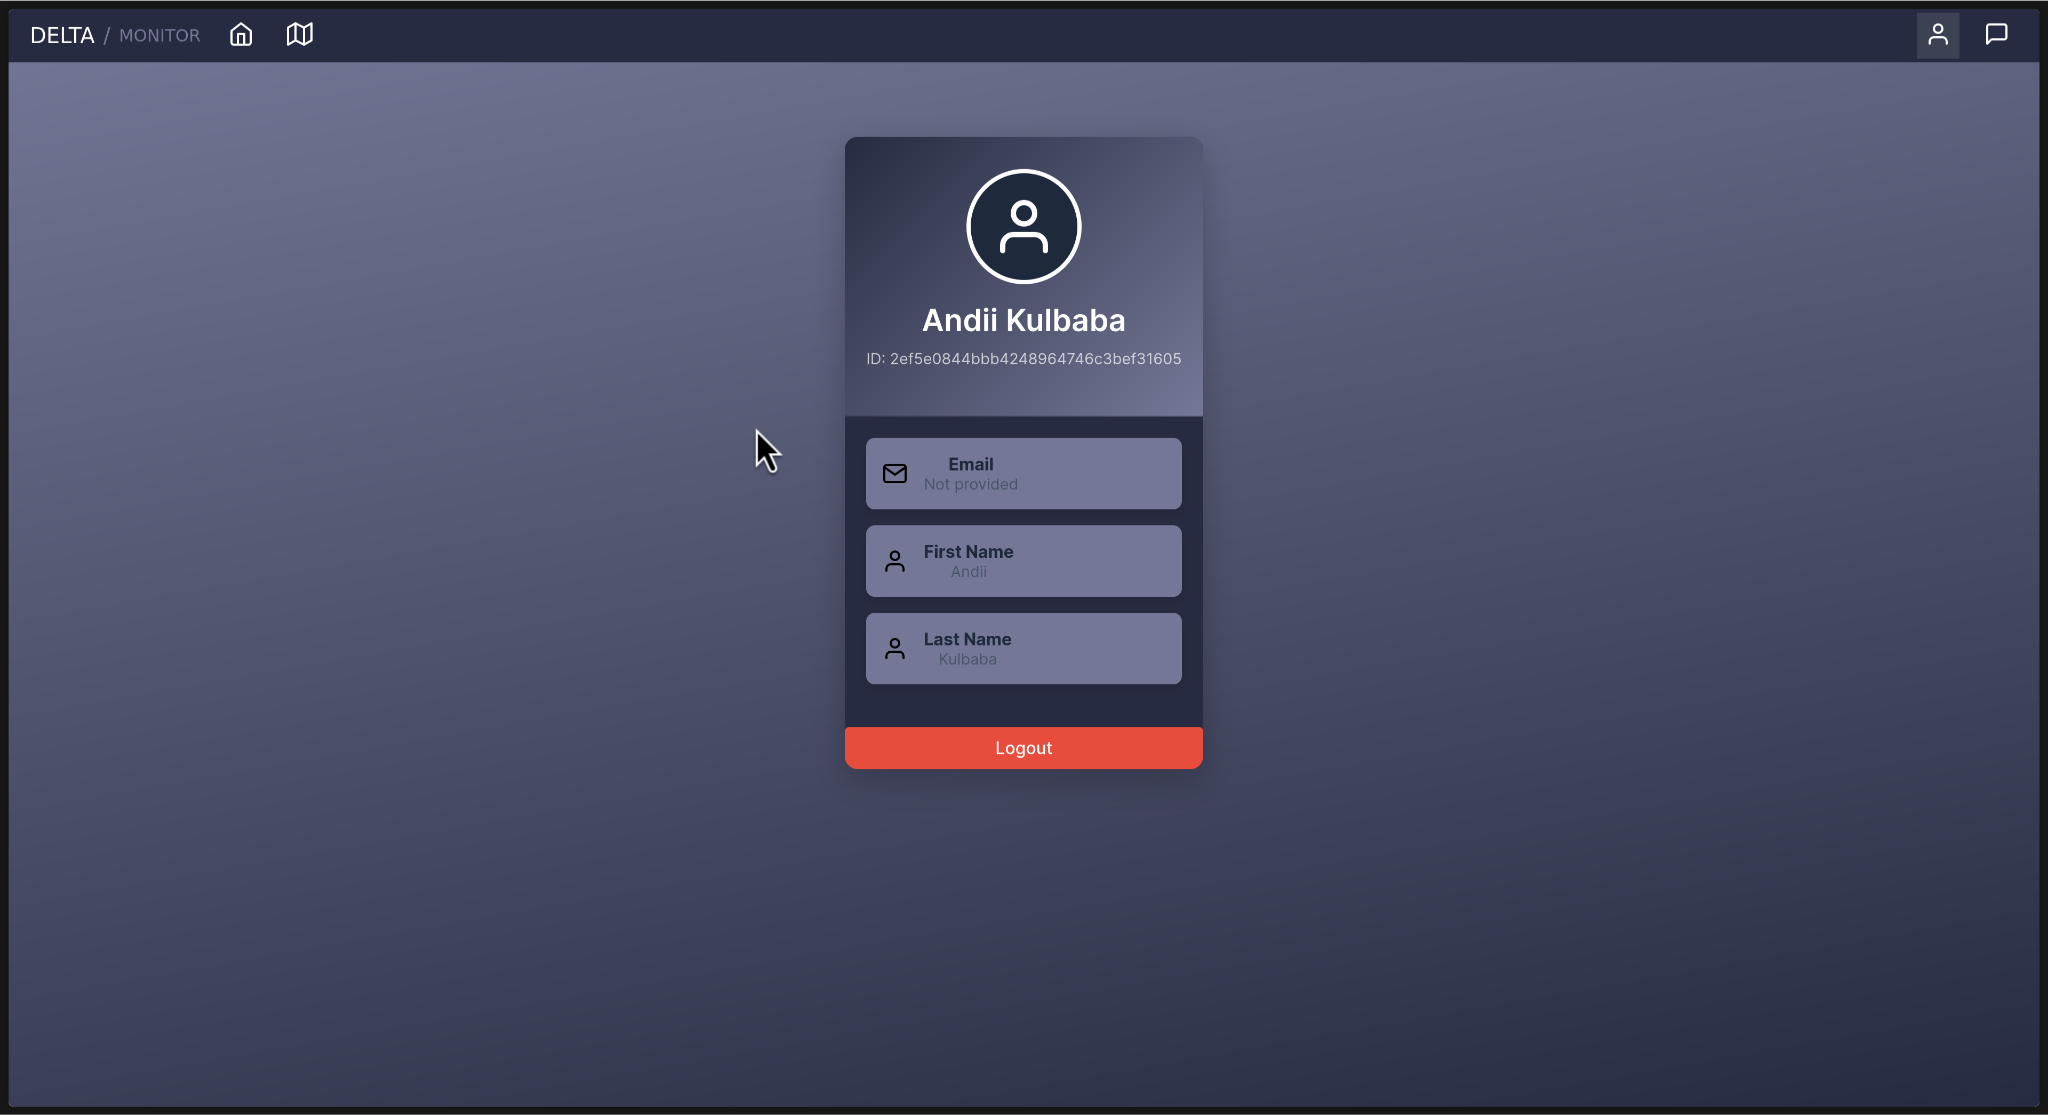 DELTA / MONITOR
Andii Kulbaba
ID: 2ef5e0844bbb4248964746c3bef31605
Email
Not provided
First Name
Andii
Last Name
Kulbaba
Logout